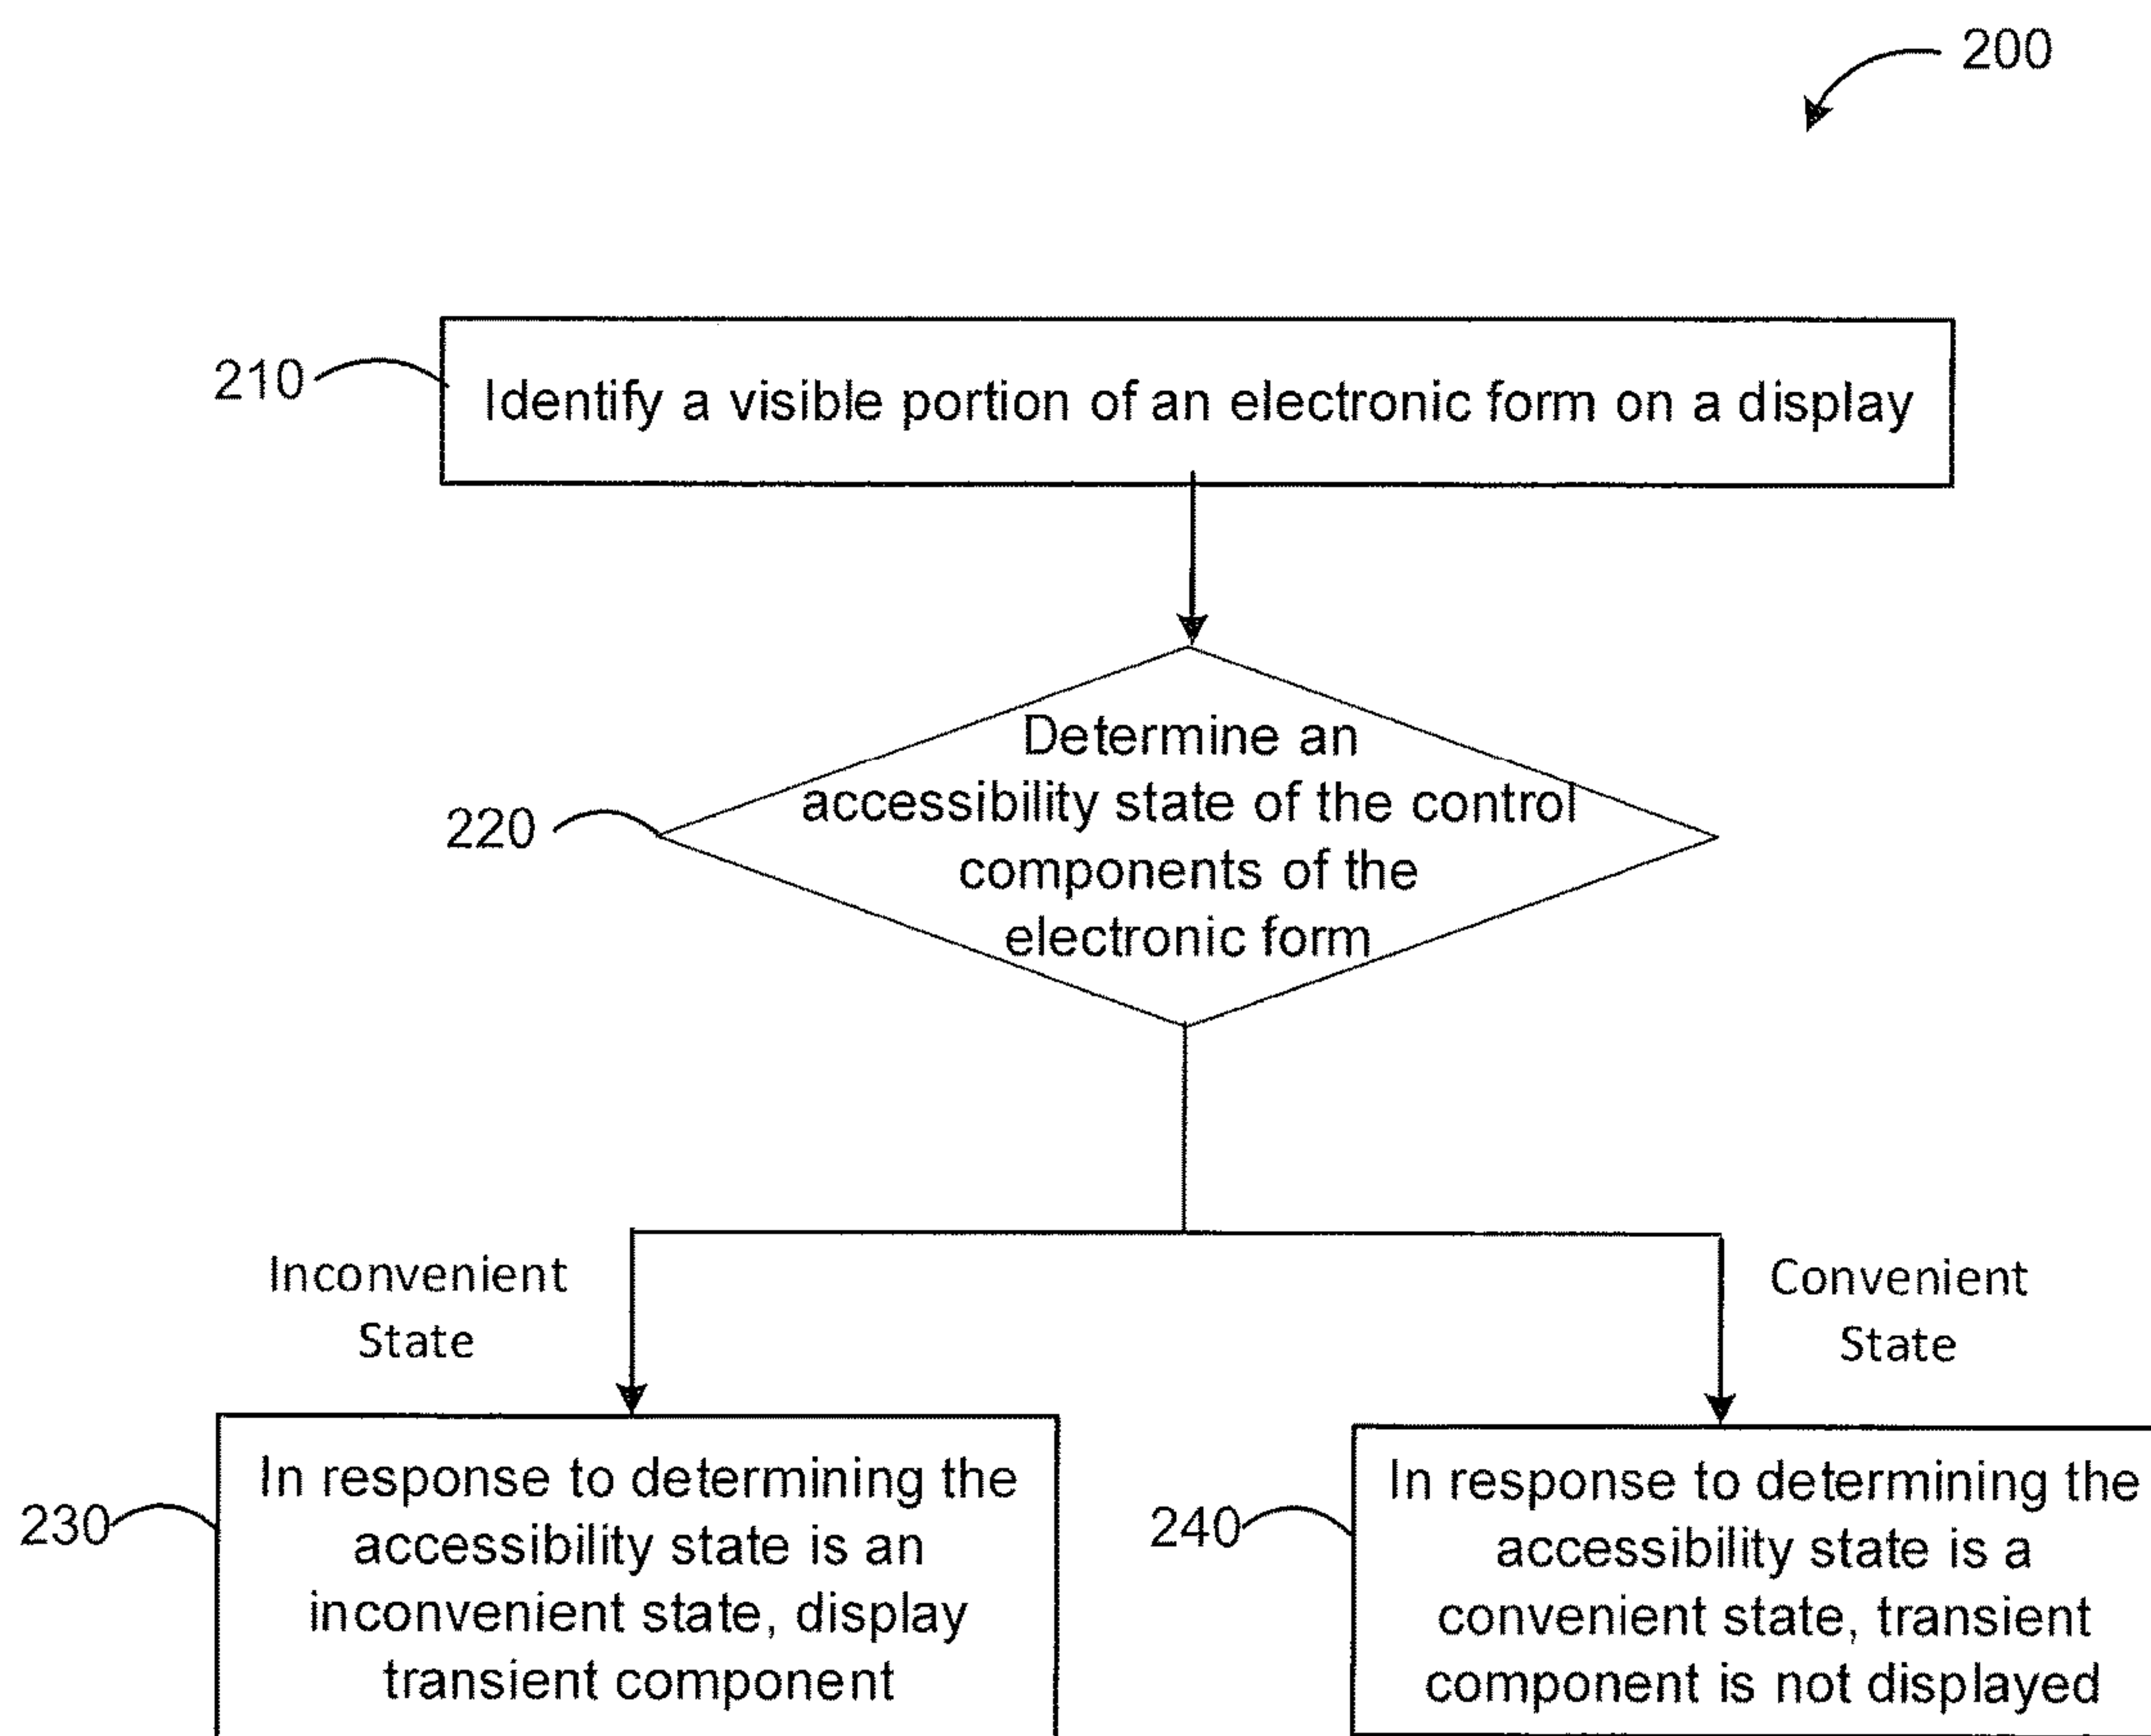 200
210
Identify a visible portion of an electronic form on a display
220
Determine an
accessibility state of the control
components of the
electronic form
Inconvenient
State
Convenient
State
230
In response to determining the
accessibility state is an
inconvenient state, display
transient component
240
In response to determining the
accessibility state is a
convenient state, transient
component is not displayed